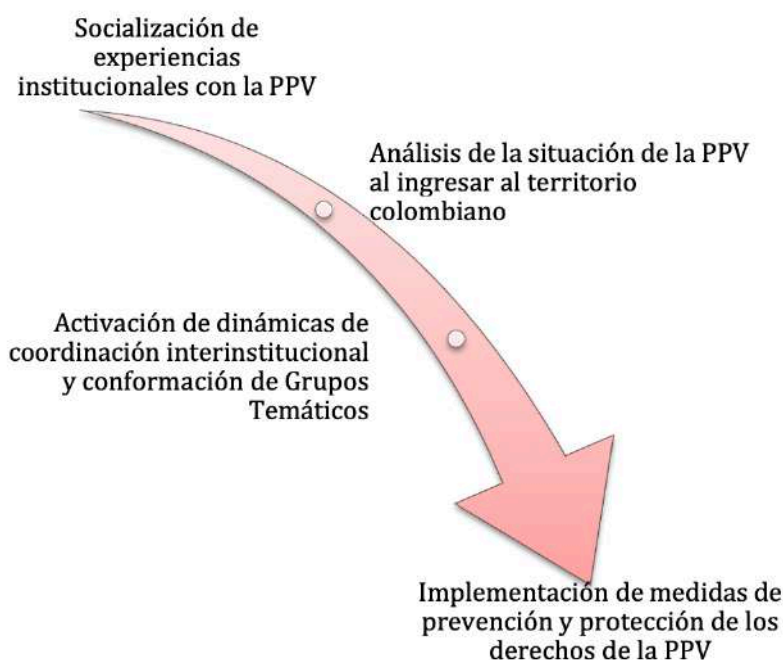 Socialización de
experiencias
institucionales con la PPV
Análisis de la situación de la PPV
al ingresar al territorio
colombiano
Activación de dinámicas de
coordinación interinstitucional
y conformación de Grupos
Temáticos
Implementación de medidas de
prevención y protección de los
derechos de la PPV